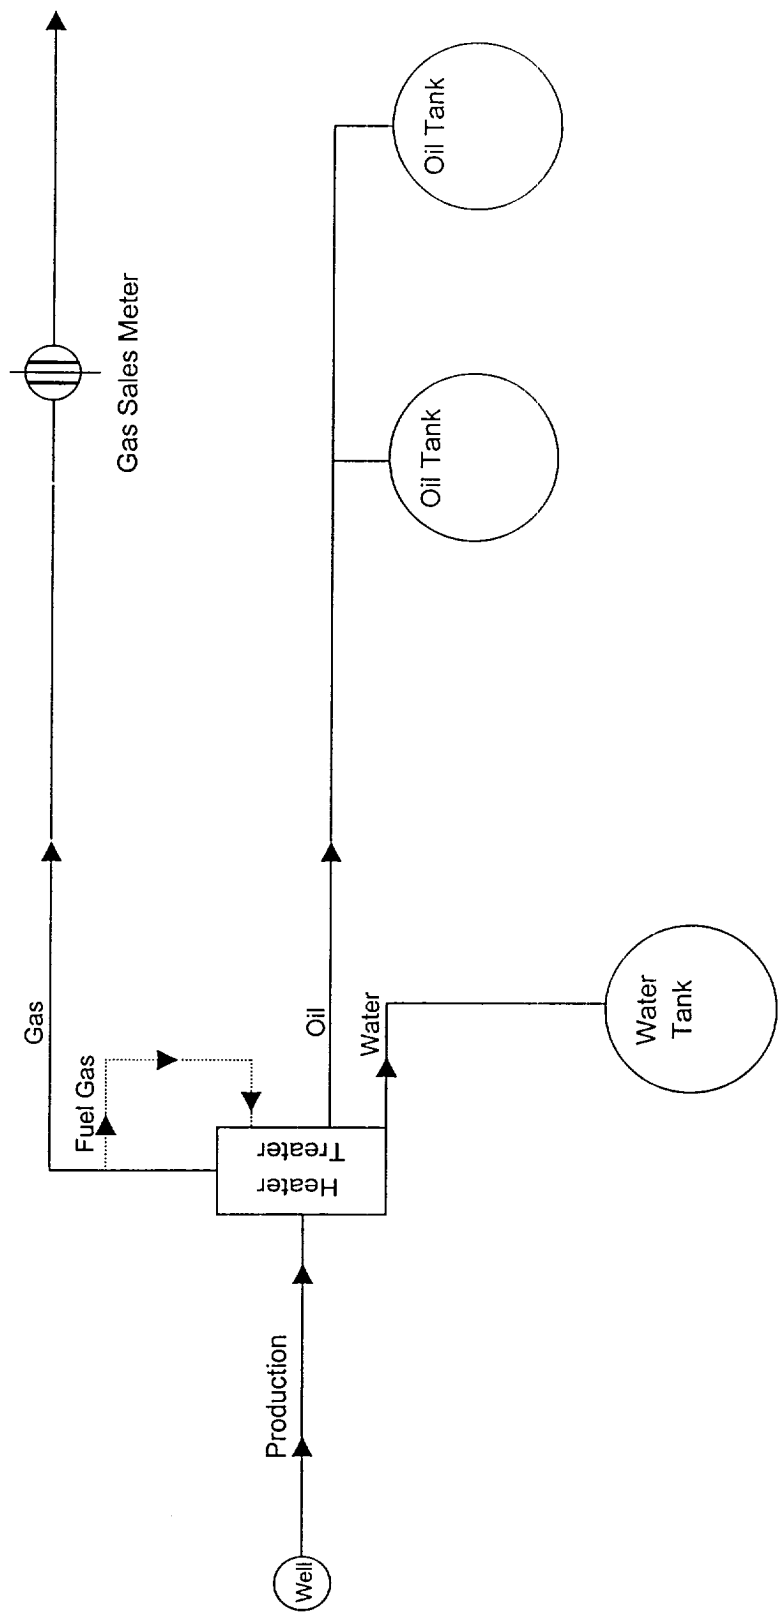 Gas
Fuel Gas
Gas Sales Meter
Well
Production
Heater
Treater
Oil
Oil Tank
Oil Tank
Water
Water
Tank